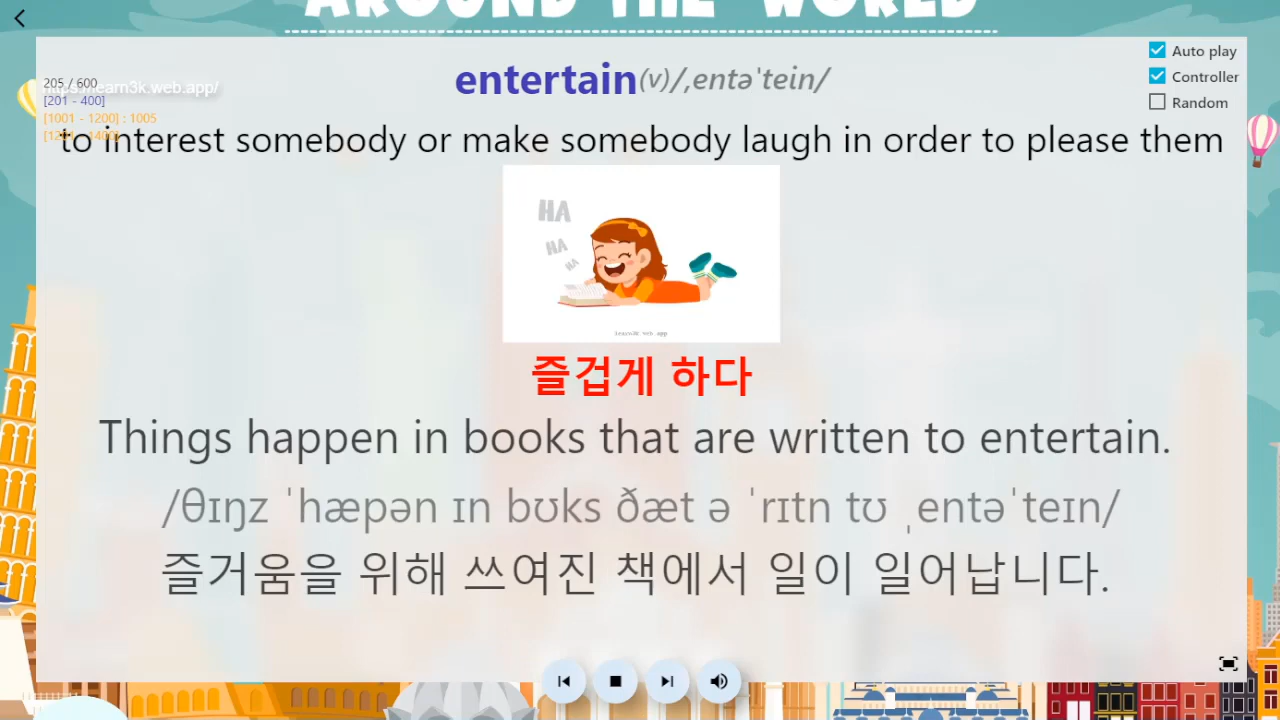 AROUND THE WORLD
Auto play
205 / 600
https://learn3k.web.app/
entertain(v)/,entə'tein/
Controller
[201 - 400]
Random
[1001 - 1200] : 1005
to interest somebody or make somebody laugh in order to please them
HA
HA
HA
learn3k.web.app
즐겁게 하다
Things happen in books that are written to entertain.
/θɪŋz ˈhæpən ɪn bʊks ðæt ə ˈrɪtn tʊ ˌentəˈteɪn/
즐거움을 위해 쓰여진 책에서 일이 일어납니다.